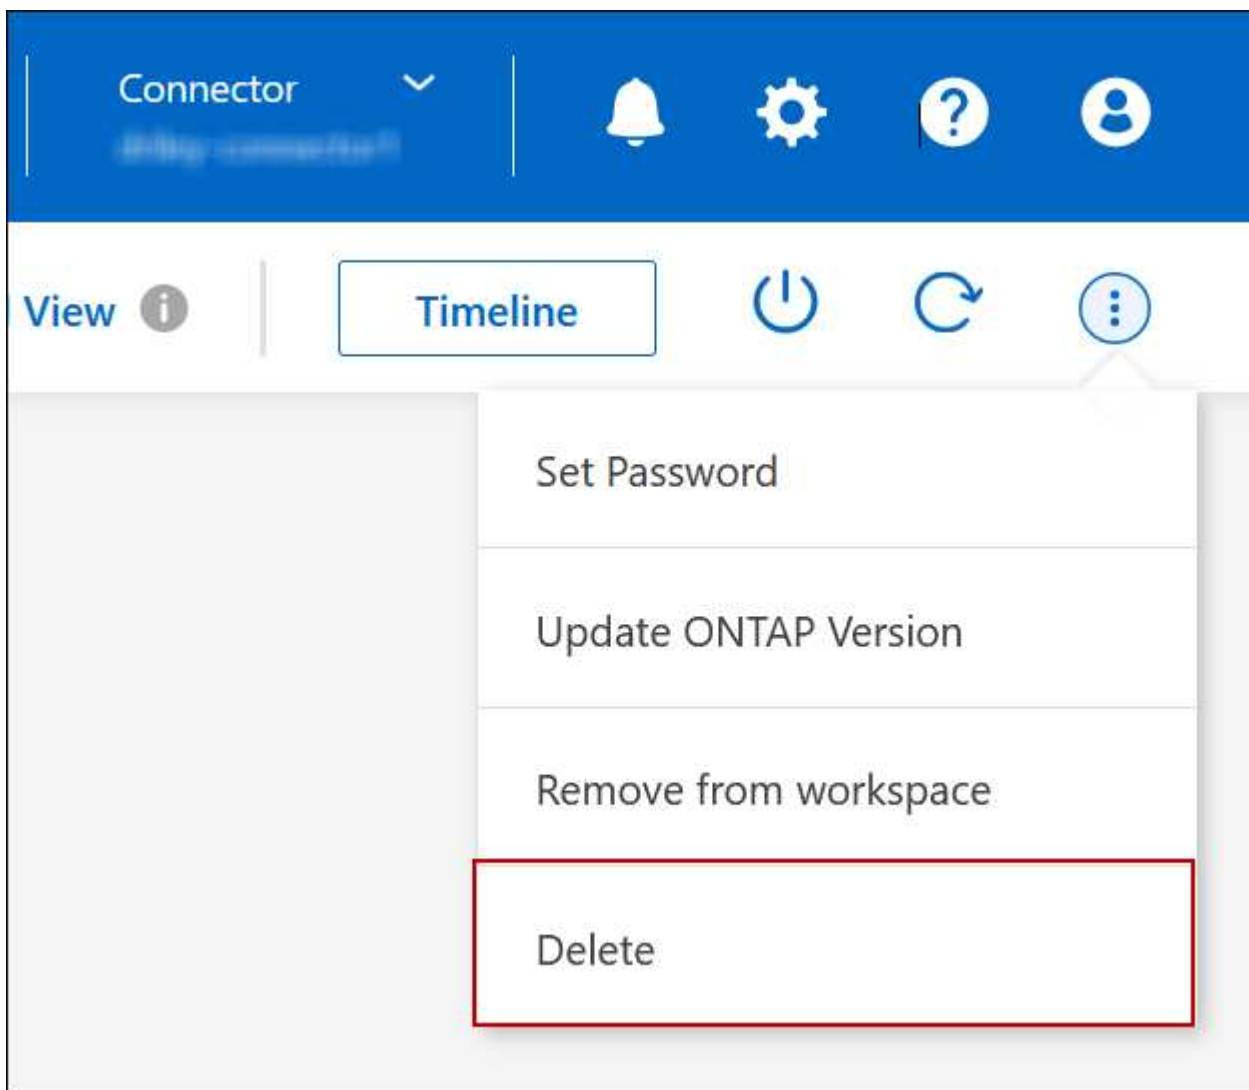 Connector
View
Timeline
Set Password
Update ONTAP Version
Remove from workspace
Delete